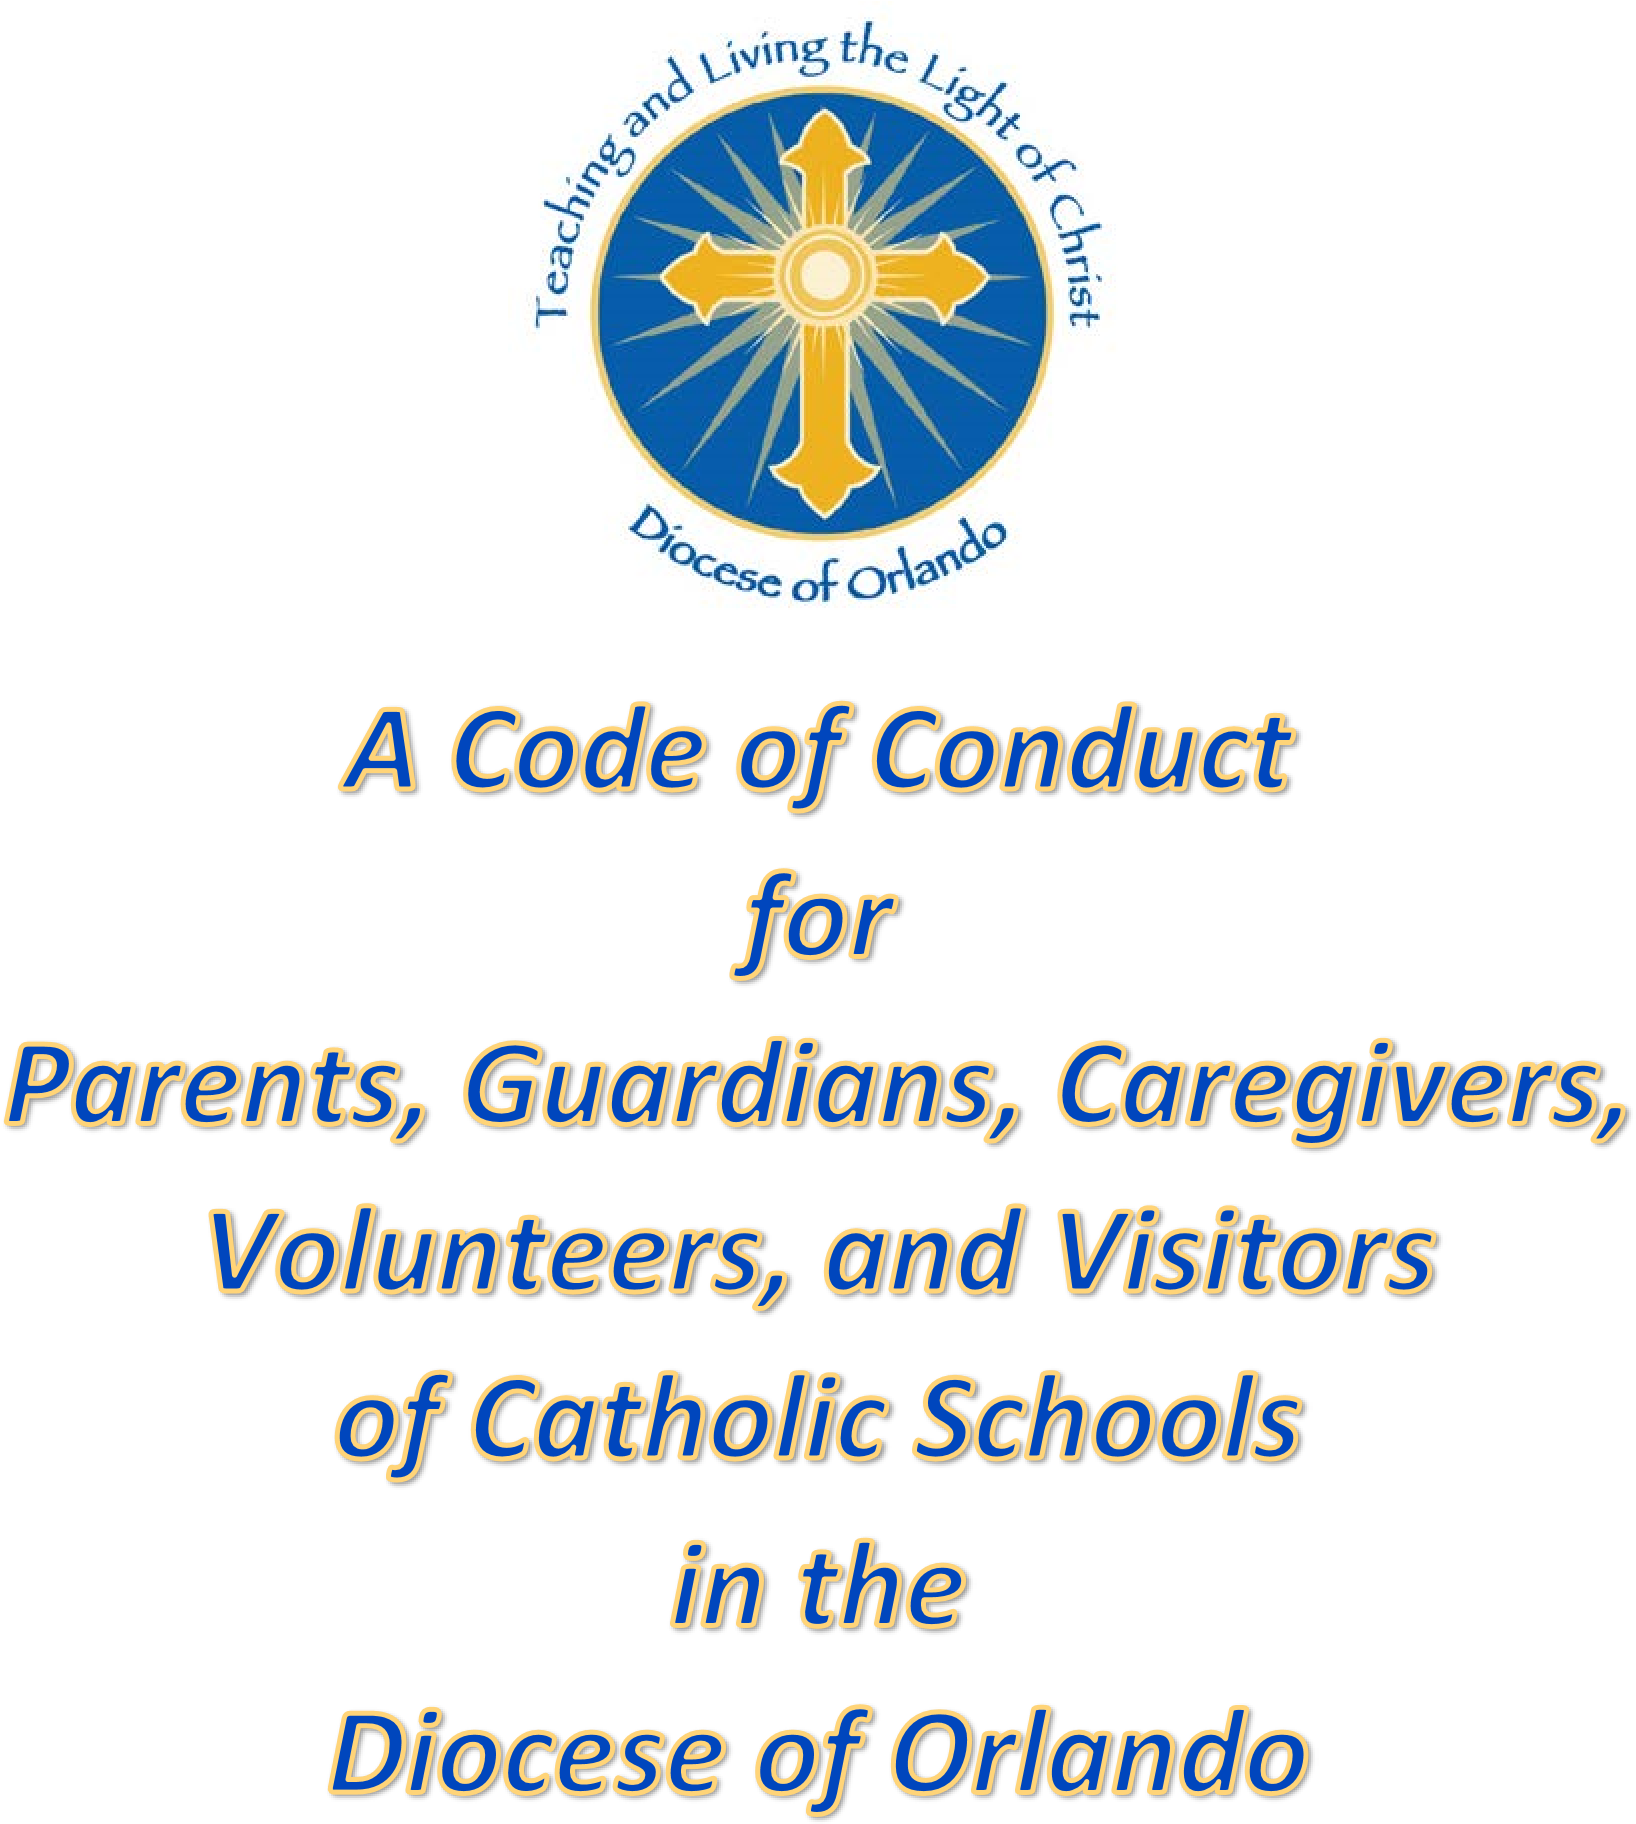 Teaching and Living the Light of Christ
Diocese of Orlando
A Code of Conduct
for
Parents, Guardians, Caregivers,
Volunteers, and Visitors
of Catholic Schools
in the
Diocese of Orlando